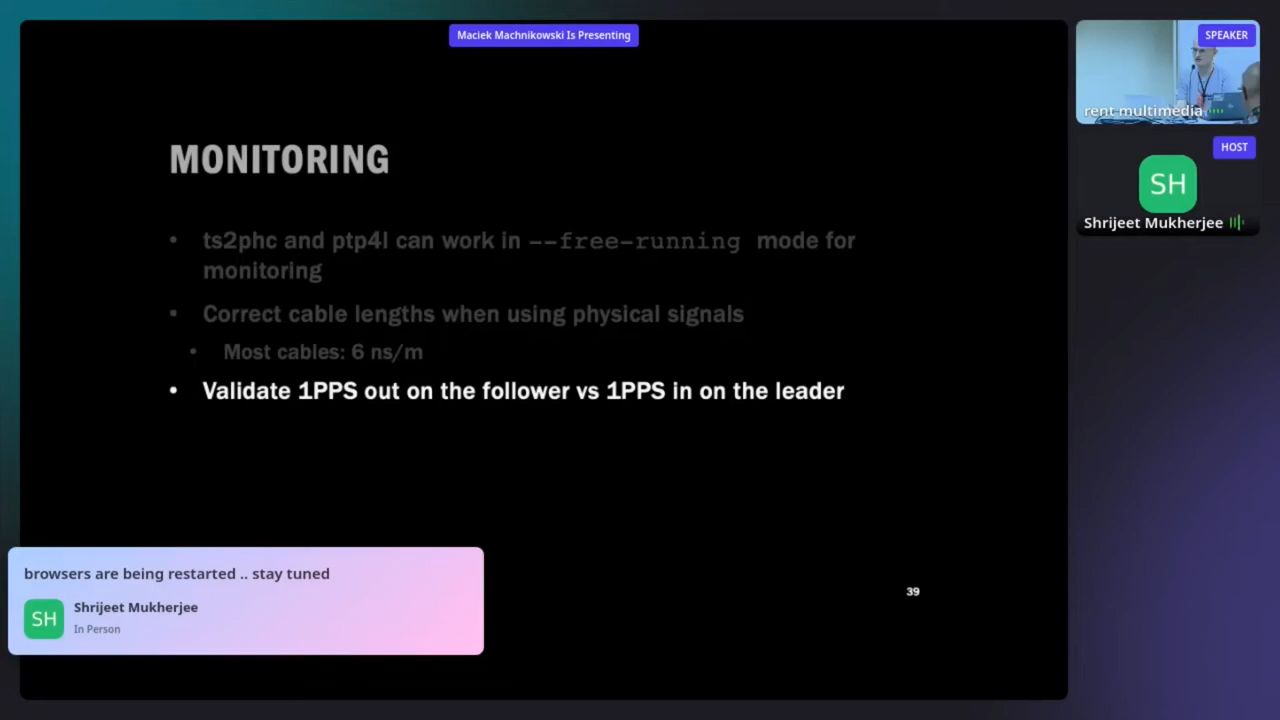 Maciek Machnikowski Is Presenting
SPEAKER
rent multimedia
HOST
SH
Shrijeet Mukherjee
MONITORING
• ts2phc and ptp4l can work in --free-running mode for
monitoring
• Correct cable lengths when using physical signals
• Most cables: 6 ns/m
• Validate 1PPS out on the follower vs 1PPS in on the leader
39
browsers are being restarted .. stay tuned
SH
Shrijeet Mukherjee
In Person